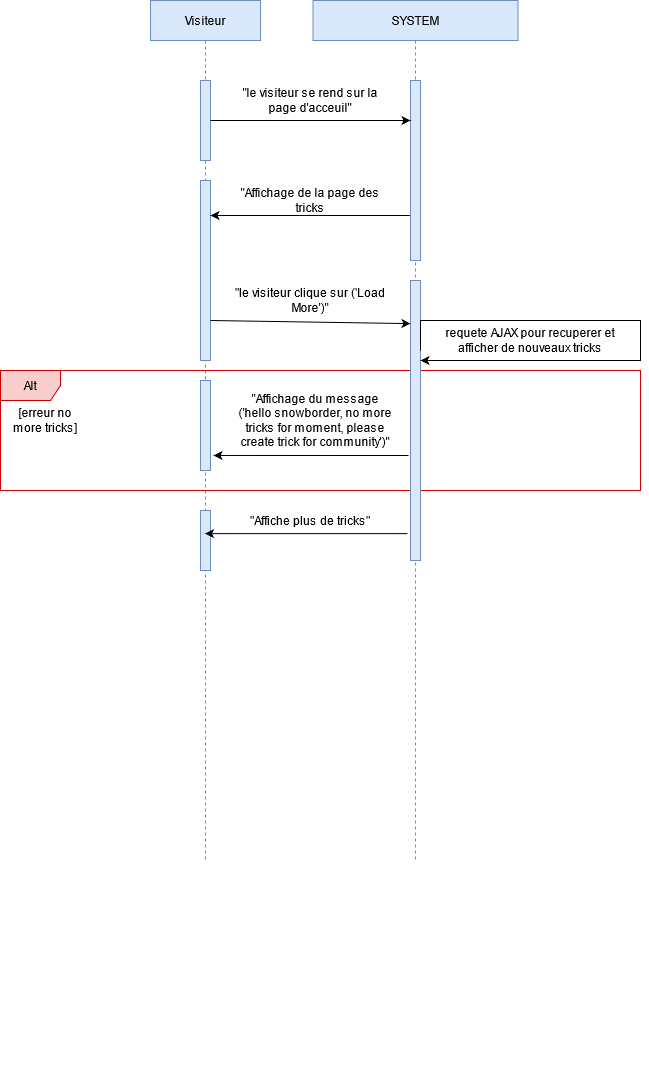 Visiteur
SYSTEM
"le visiteur se rend sur la
page d'acceuil"
"Affichage de la page des
tricks
"le visiteur clique sur ('Load
More')"
requete AJAX pour recuperer et
afficher de nouveaux tricks
Alt
[erreur no
more tricks]
"Affichage du message
('hello snowborder, no more
tricks for moment, please
create trick for community')"
"Affiche plus de tricks"